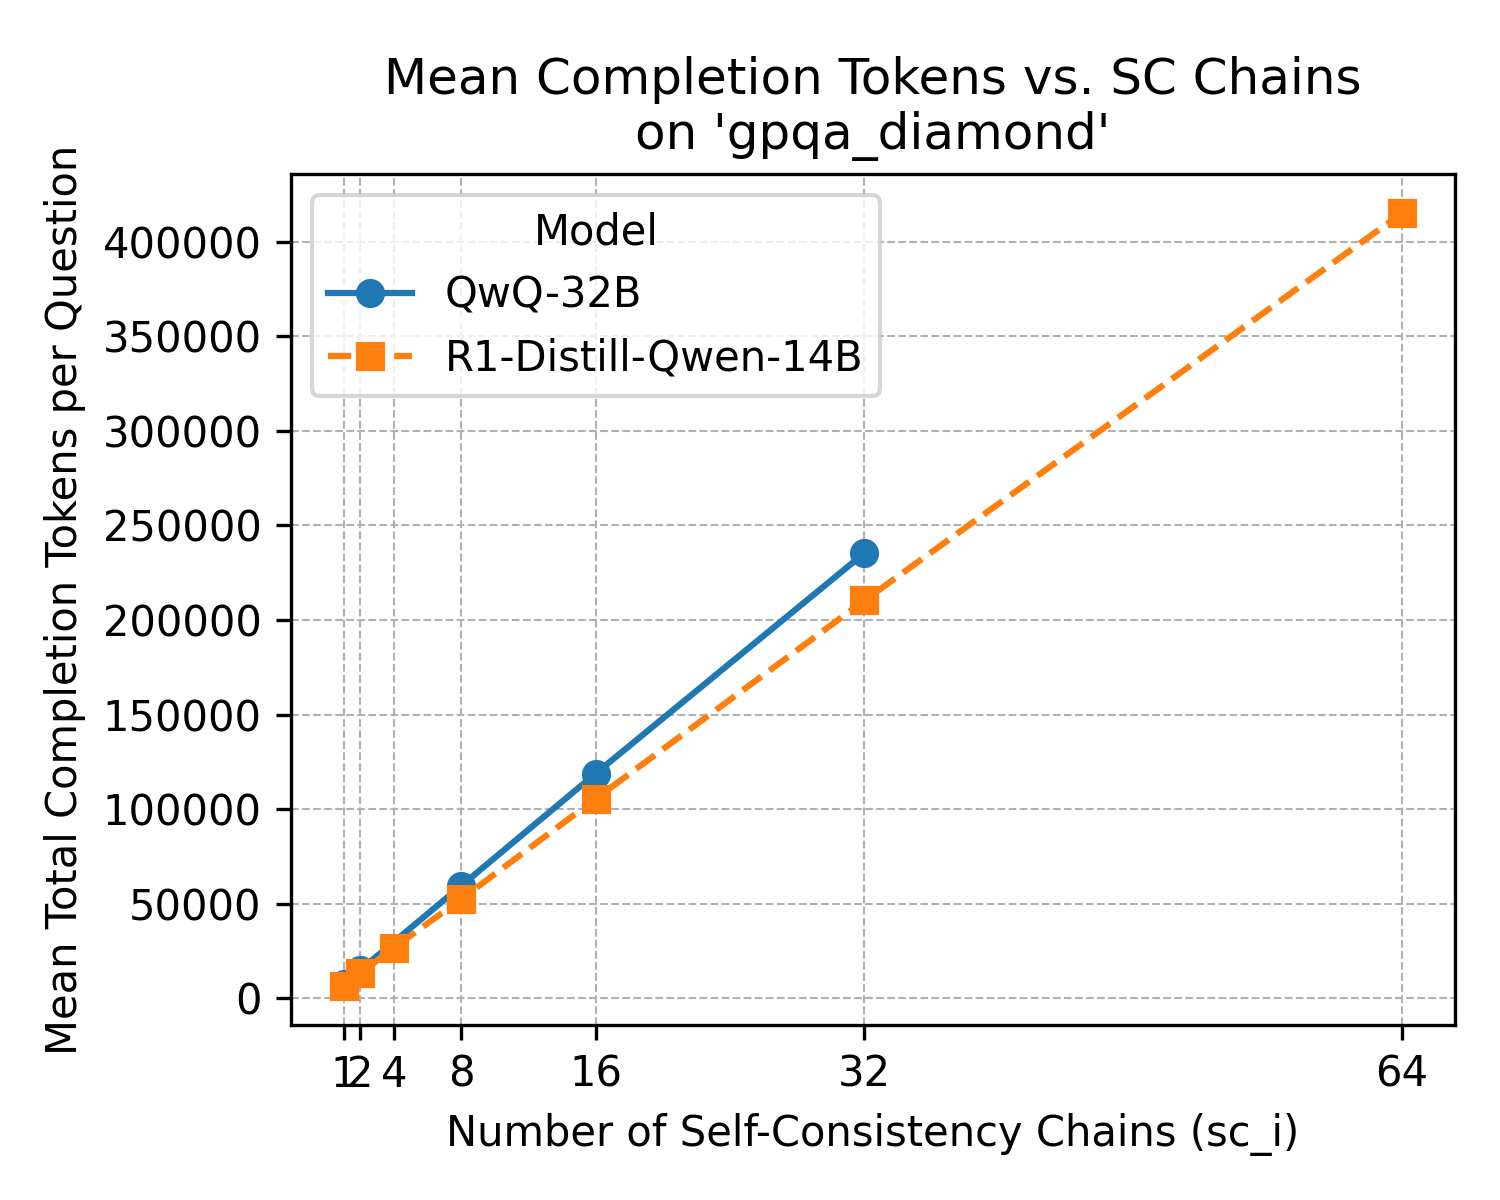 Mean Completion Tokens vs. SC Chains
on 'gpqa_diamond'
Mean Total Completion Tokens per Question
400000
350000
300000
250000
200000
150000
100000
50000
0
Model
QwQ-32B
R1-Distill-Qwen-14B
1 2 4 8 16 32 64
Number of Self-Consistency Chains (sc_i)